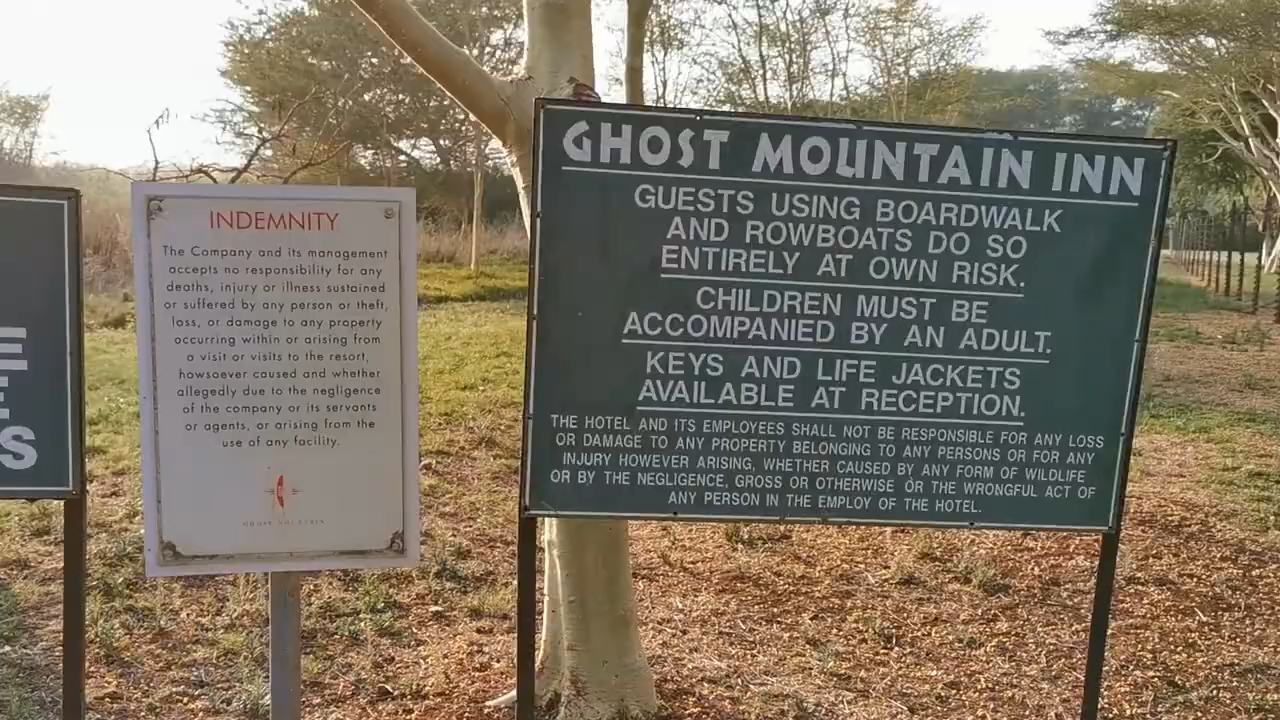 E
E
S
INDEMNITY
The Company and its management
accepts no responsibility for any
deaths, injury or illness sustained
or suffered by any person or theft,
loss, or damage to any property
occurring within or arising from
a visit or visits to the resort,
howsoever caused and whether
allegedly due to the negligence
of the company or its servants
or agents, or arising from the
use of any facility.
GHOST MOUNTAIN
GHOST MOUNTAIN INN
GUESTS USING BOARDWALK
AND ROWBOATS DO SO
ENTIRELY AT OWN RISK.
CHILDREN MUST BE
ACCOMPANIED BY AN ADULT.
KEYS AND LIFE JACKETS
AVAILABLE AT RECEPTION.
THE HOTEL AND ITS EMPLOYEES SHALL NOT BE RESPONSIBLE FOR ANY LOSS
OR DAMAGE TO ANY PROPERTY BELONGING TO ANY PERSONS OR FOR ANY
INJURY HOWEVER ARISING, WHETHER CAUSED BY ANY FORM OF WILDLIFE
OR BY THE NEGLIGENCE, GROSS OR OTHERWISE OR THE WRONGFUL ACT OF
ANY PERSON IN THE EMPLOY OF THE HOTEL.